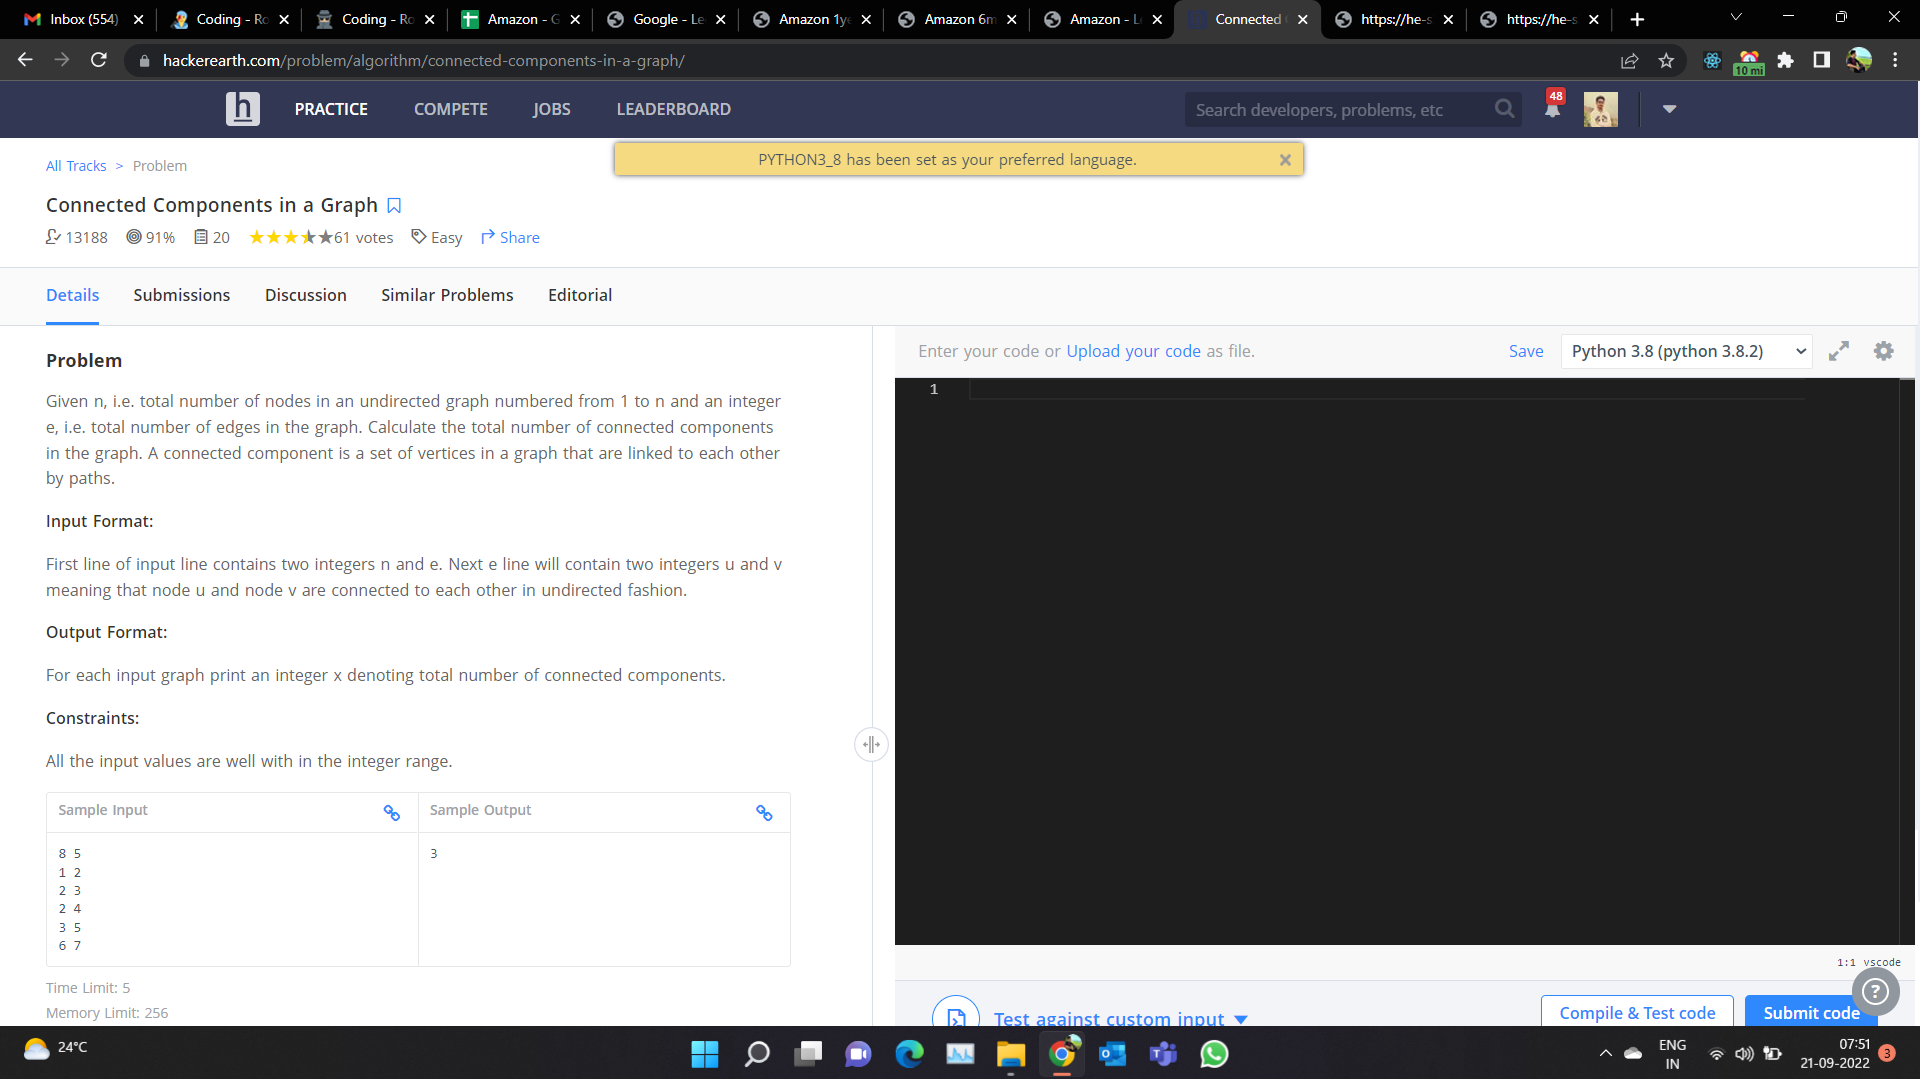 Inbox (554)
Coding - Ro
Coding - Ro
Amazon - G
Google - Le
Amazon 1ye
Amazon 6m
Amazon - Le
Connected
https://he-s
https://he-s
hackerearth.com/problem/algorithm/connected-components-in-a-graph/
10 mi
h PRACTICE COMPETE JOBS LEADERBOARD
Search developers, problems, etc
48
All Tracks > Problem
PYTHON3_8 has been set as your preferred language.
Connected Components in a Graph
13188 91% 20 61 votes Easy Share
Details Submissions Discussion Similar Problems Editorial
Problem
Given n, i.e. total number of nodes in an undirected graph numbered from 1 to n and an integer
e, i.e. total number of edges in the graph. Calculate the total number of connected components
in the graph. A connected component is a set of vertices in a graph that are linked to each other
by paths.
Input Format:
First line of input line contains two integers n and e. Next e line will contain two integers u and v
meaning that node u and node v are connected to each other in undirected fashion.
Output Format:
For each input graph print an integer x denoting total number of connected components.
Constraints:
All the input values are well with in the integer range.
Sample Input
8 5
1 2
2 3
2 4
3 5
6 7
Sample Output
3
Time Limit: 5
Memory Limit: 256
Enter your code or Upload your code as file.
Save
Python 3.8 (python 3.8.2)
1
1:1 vscode
?
Test against custom input
Compile & Test code
Submit code
24°C
ENG
IN
07:51
21-09-2022
3